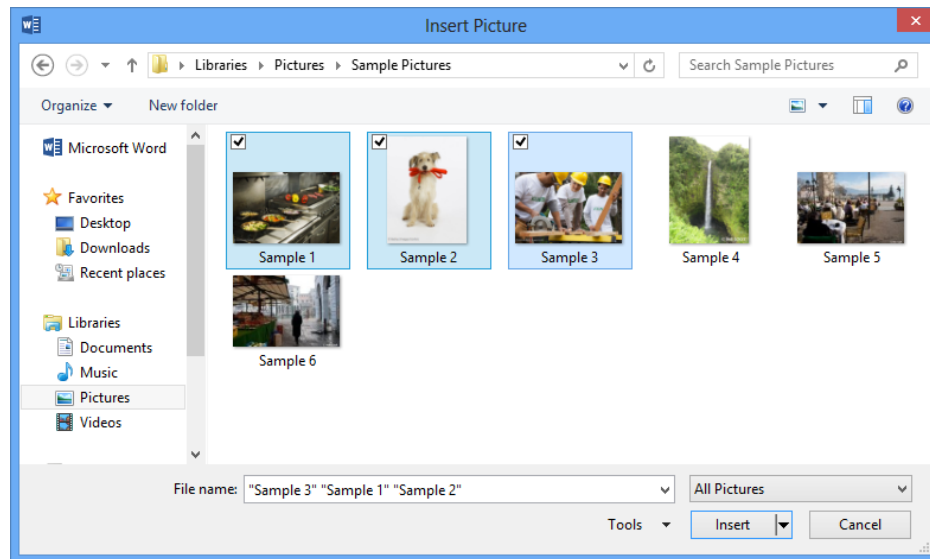 Insert Picture
Libraries Pictures Sample Pictures
Search Sample Pictures
Organize
New folder
Microsoft Word
Favorites
Desktop
Downloads
Recent places
Libraries
Documents
Music
Pictures
Videos
Sample 1
Sample 2
Sample 3
Sample 4
Sample 5
Sample 6
File name: "Sample 3" "Sample 1" "Sample 2"
All Pictures
Tools
Insert
Cancel